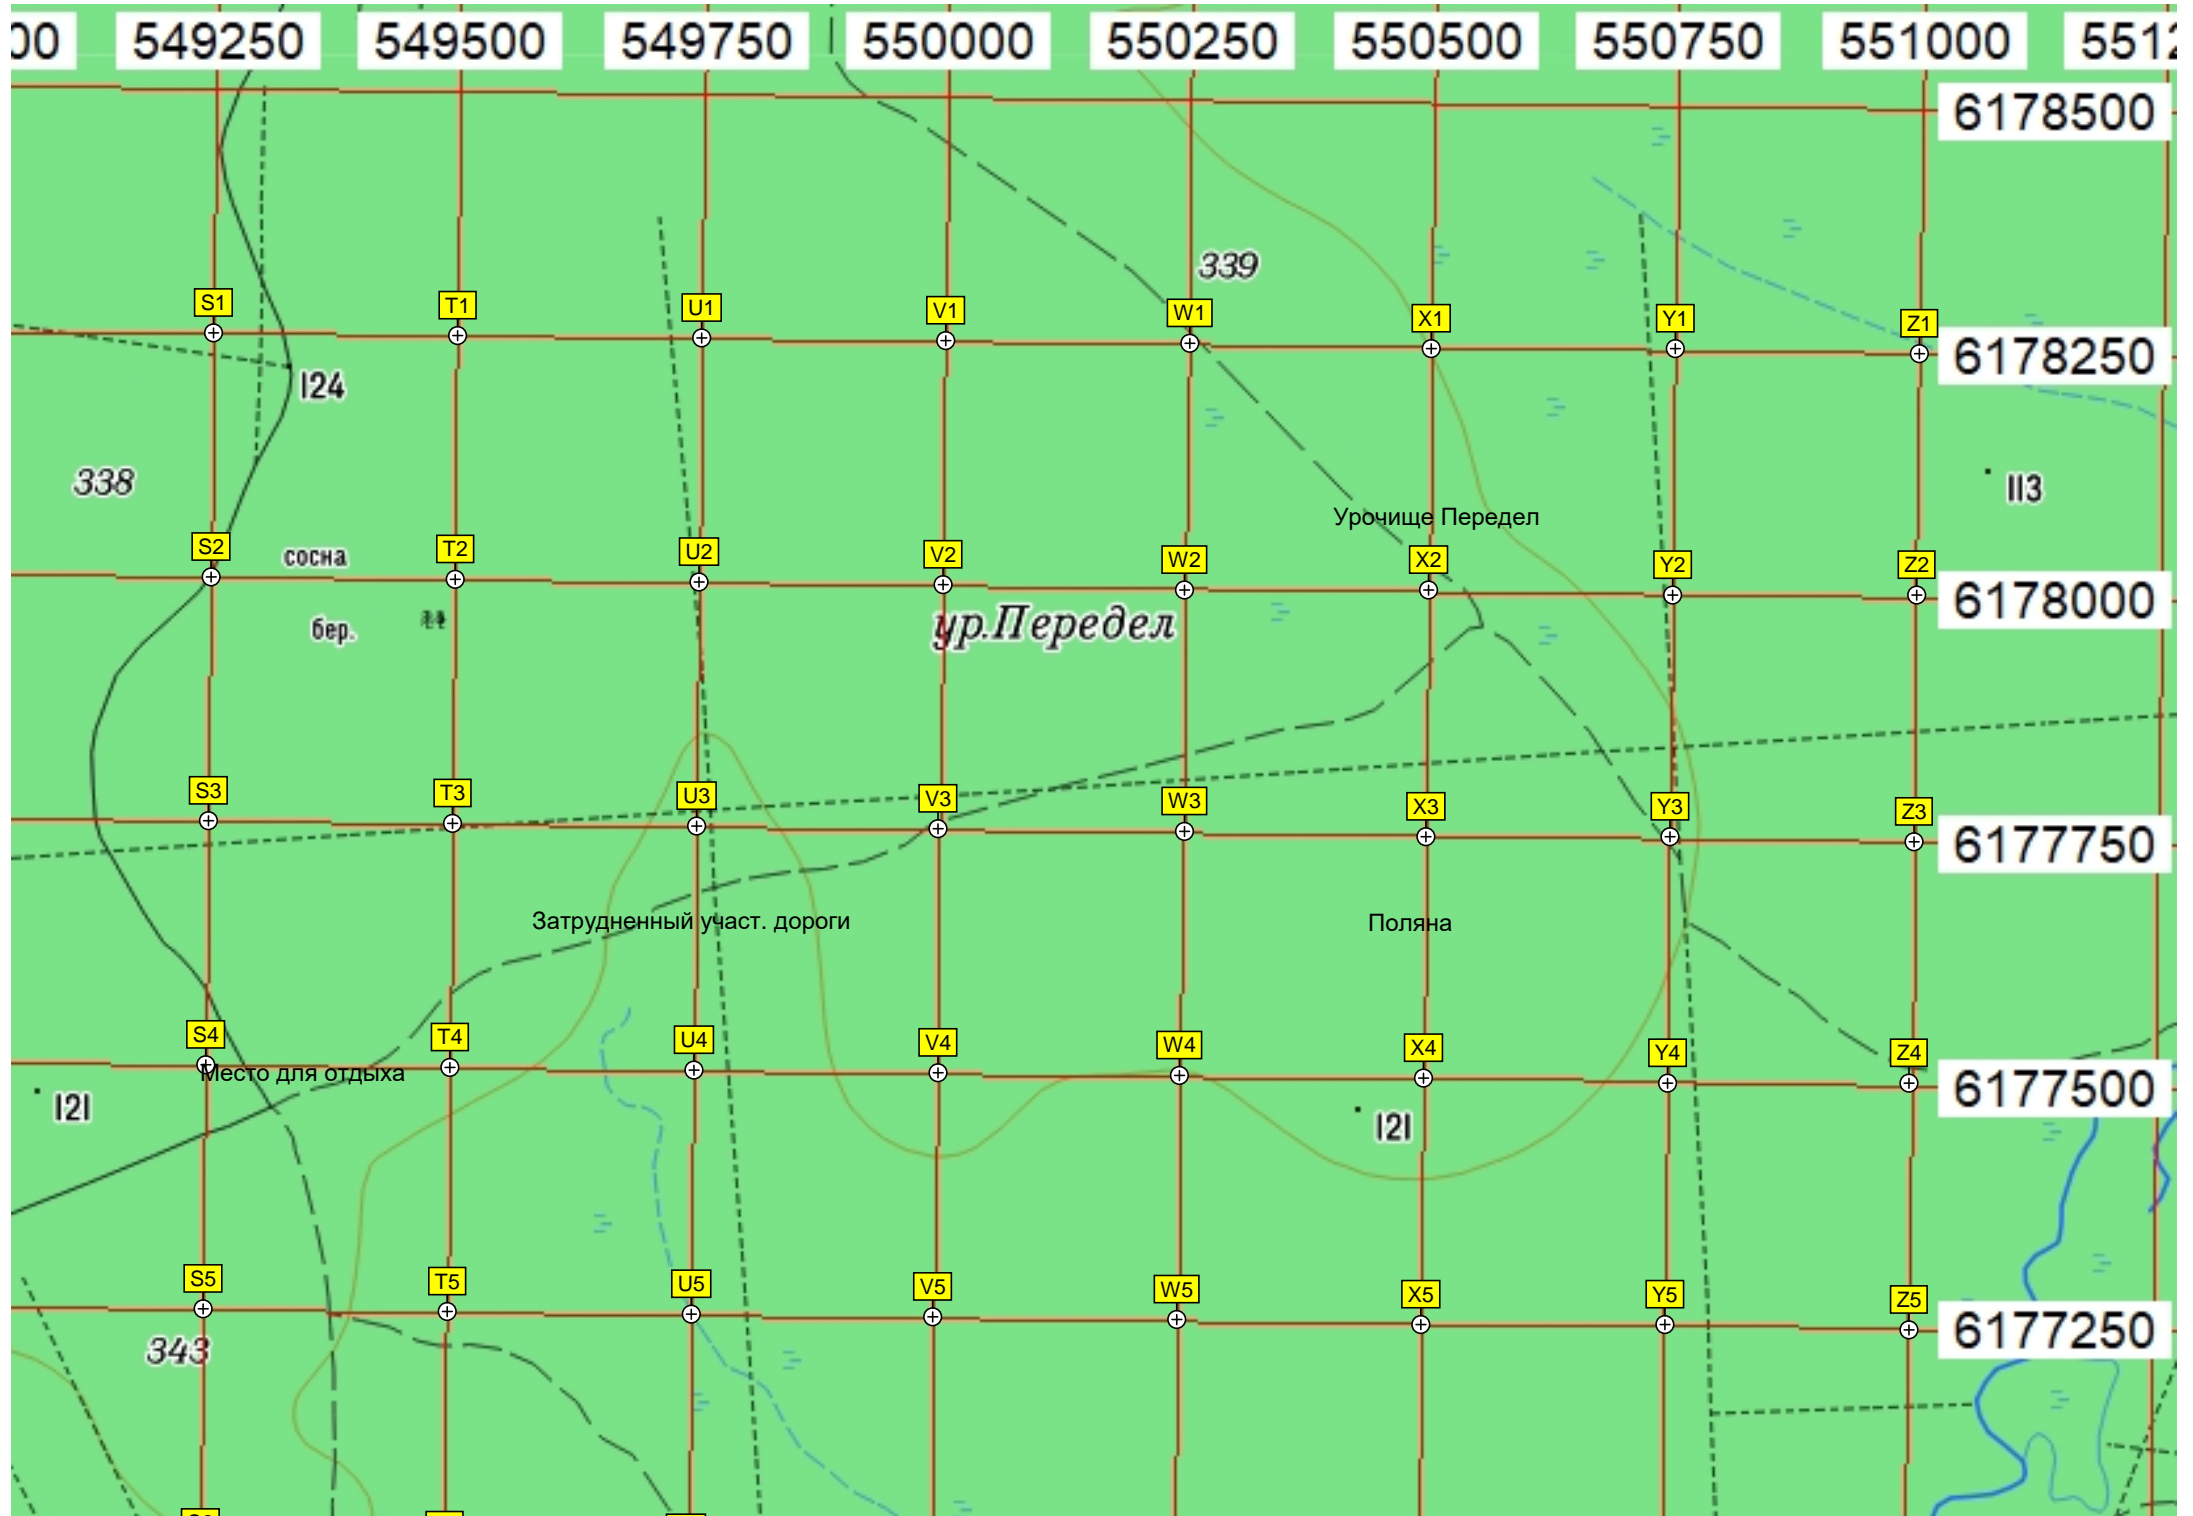 549250 549500 549750 550000 550250 550500 550750 551000
6178500
339
S1 T1 U1 V1 W1 X1 Y1 Z1
6178250
124
338
113
Урочище Передел
S2 T2 U2 V2 W2 X2 Y2 Z2
сосна
6178000
бер.
ур.Передел
S3 T3 U3 V3 W3 X3 Y3 Z3
6177750
Затрудненный участ. дороги
Поляна
S4 T4 U4 V4 W4 X4 Y4 Z4
Место для отдыха
6177500
121
121
S5 T5 U5 V5 W5 X5 Y5 Z5
6177250
343